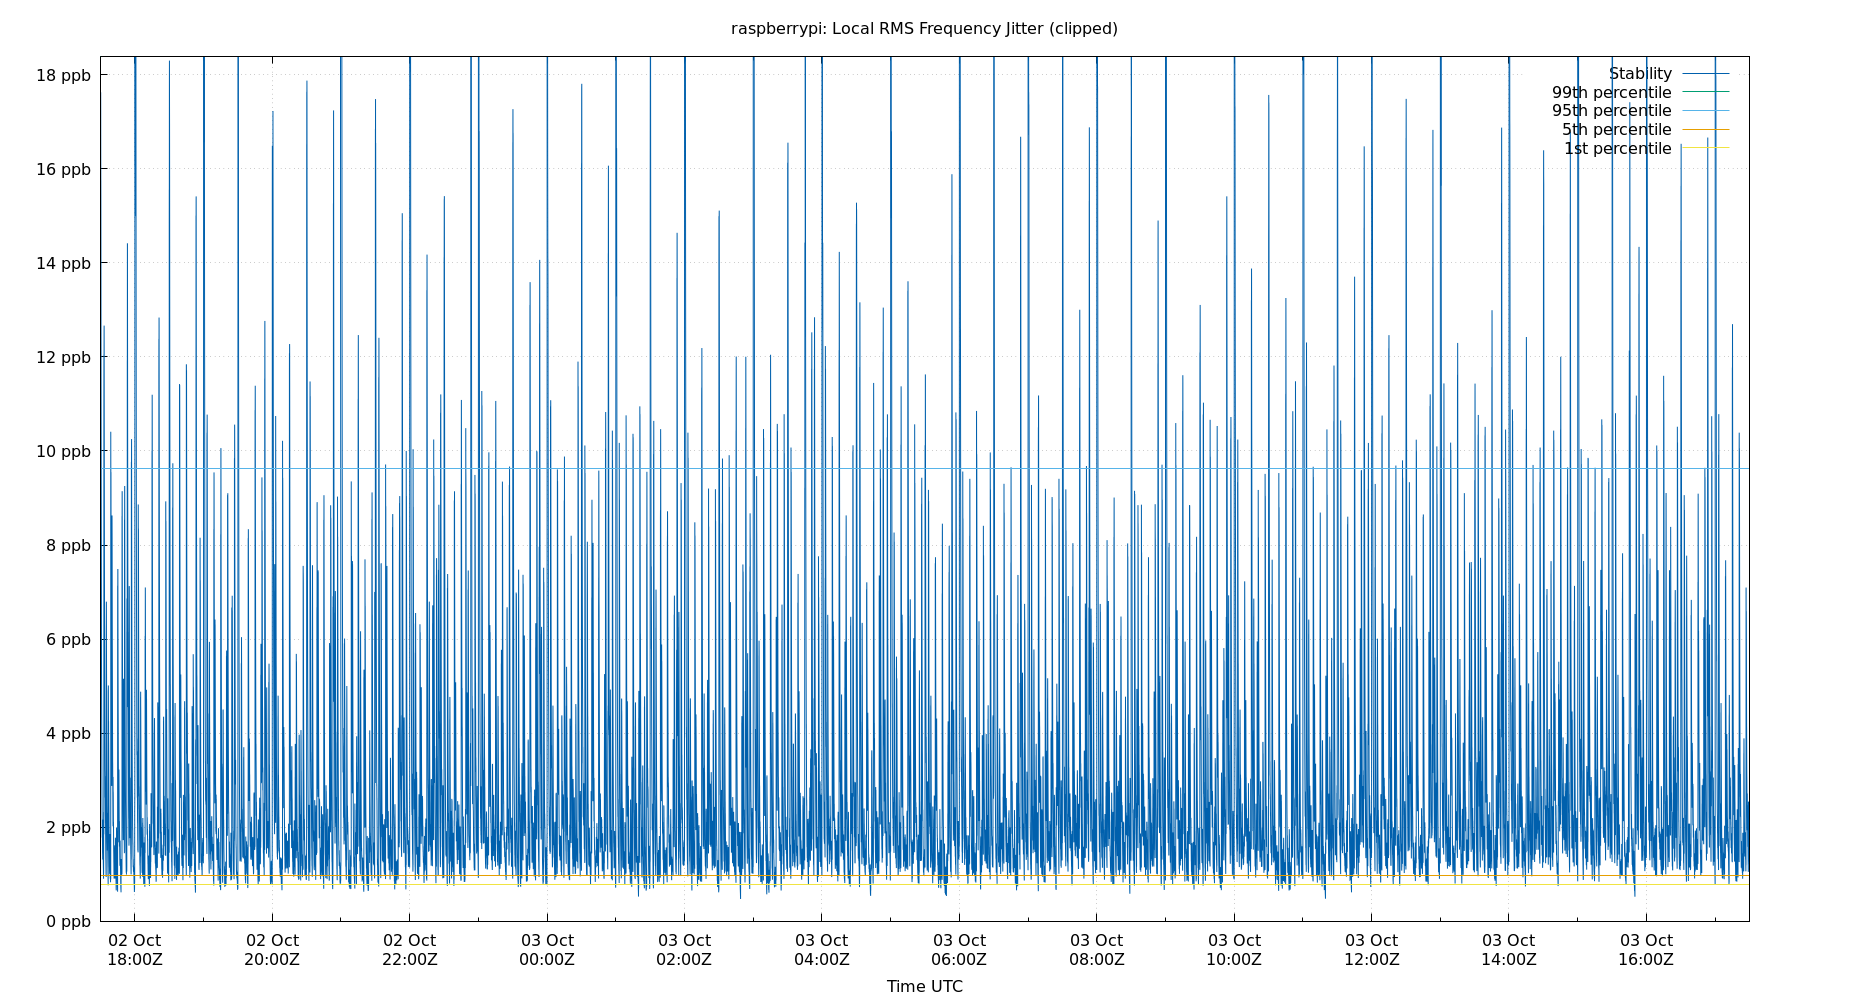 raspberrypi: Local RMS Frequency Jitter (clipped)
18 ppb
16 ppb
14 ppb
12 ppb
10 ppb
8 ppb
6 ppb
4 ppb
2 ppb
0 ppb
Stability
99th percentile
95th percentile
5th percentile
1st percentile
02 Oct 02 Oct 02 Oct 03 Oct 03 Oct 03 Oct 03 Oct 03 Oct 03 Oct 03 Oct 03 Oct 03 Oct
18:00Z 20:00Z 22:00Z 00:00Z 02:00Z 04:00Z 06:00Z 08:00Z 10:00Z 12:00Z 14:00Z 16:00Z
Time UTC